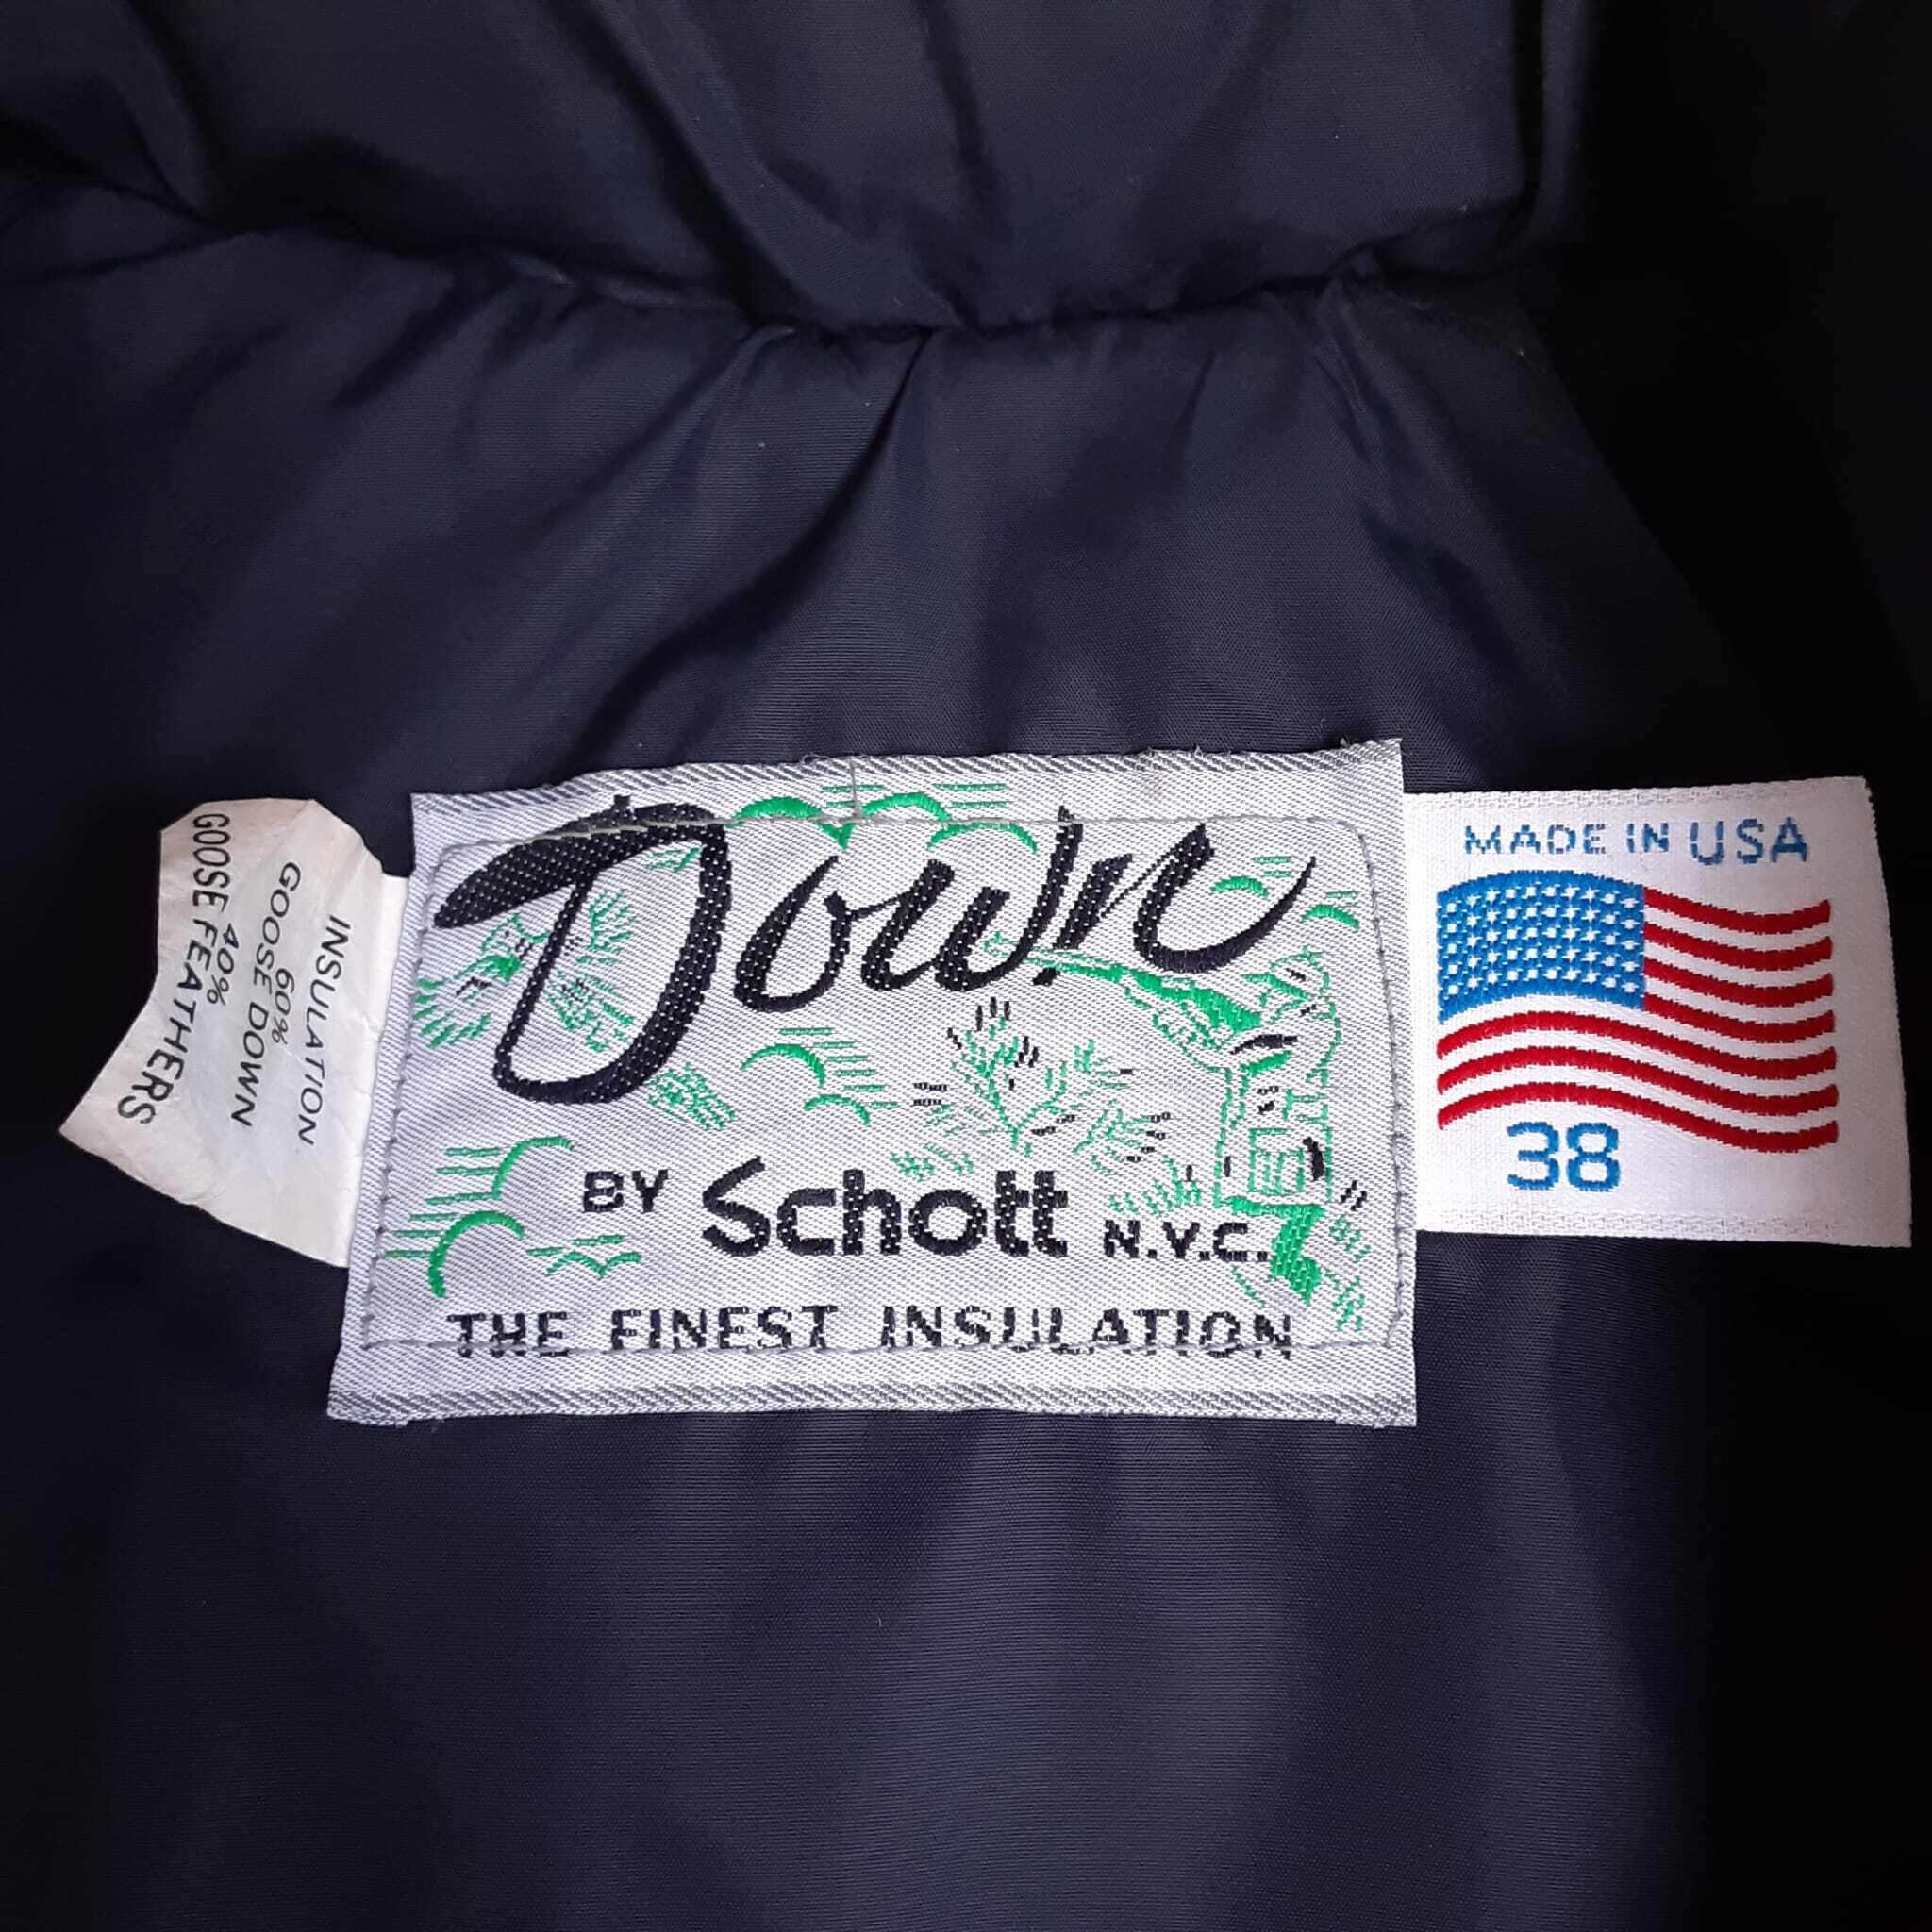 INSULATION
60%
GOOSE DOWN
40%
GOOSE FEATHERS
Down
BY Schott N.Y.C.
THE FINEST INSULATION
MADE IN USA
38